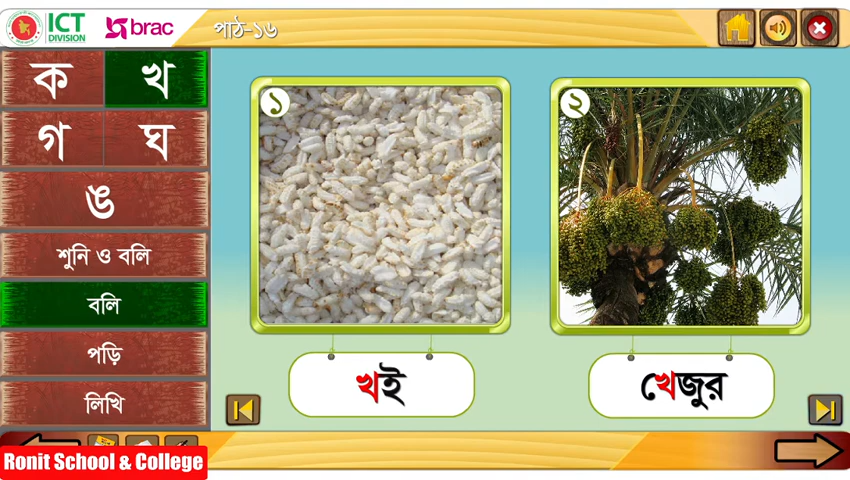 ICT
DIVISION
brac
পাঠ-১৬
ক খ
গ ঘ
ঙ
শুনি ও বলি
বলি
পড়ি
লিখি
১
২
খই
খেজুর
Ronit School & College